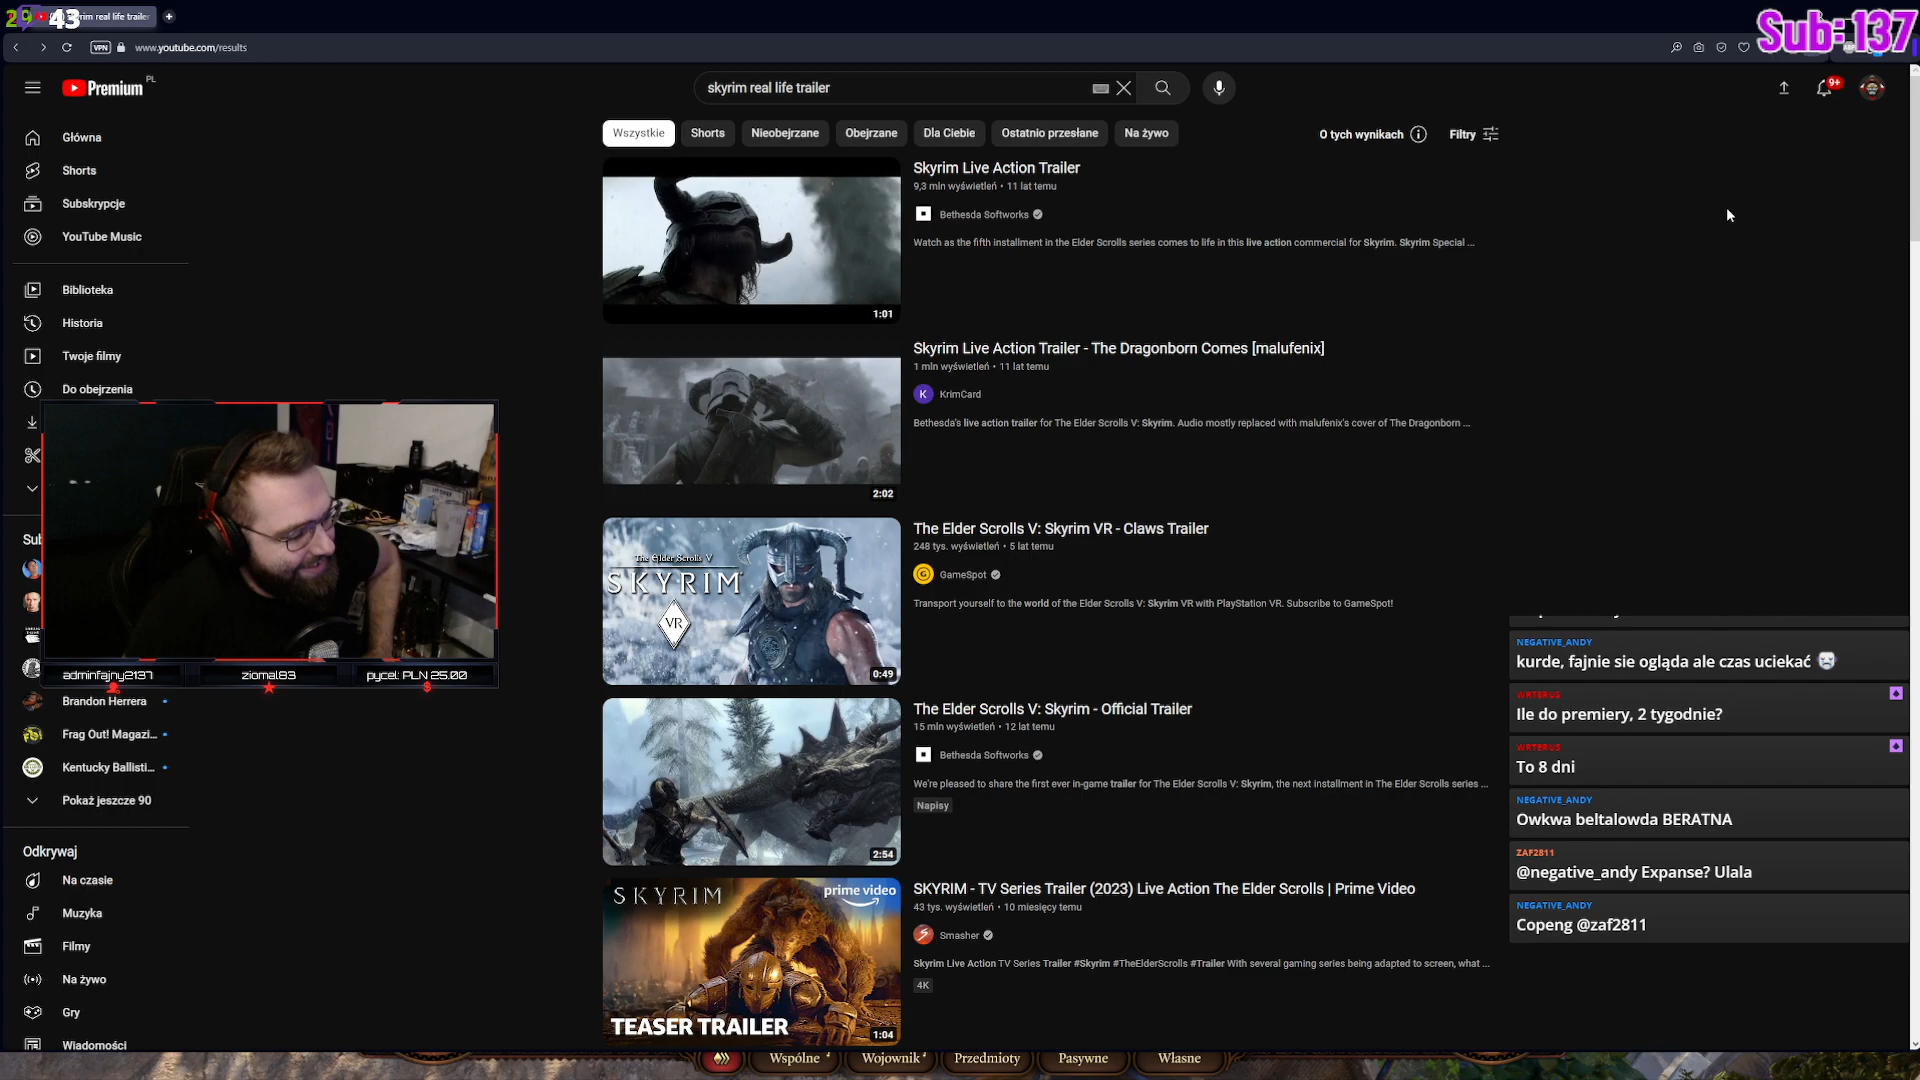 43
skyrim real life trailer
Sub:137
VPN
www.youtube.com/results
Premium
PL
skyrim real life trailer
9+
Główna
Shorts
Subskrypcje
YouTube Music
Biblioteka
Historia
Twoje filmy
Do obejrzenia
Brandon Herrera
Frag Out! Magazi...
Kentucky Ballisti...
Pokaż jeszcze 90
Odkrywaj
Na czasie
Muzyka
Filmy
Na żywo
Gry
Wiadomości
adminfajny2137
ziomal83
pycel: PLN 25.00
Wszystkie
Shorts
Nieobejrzane
Obejrzane
Dla Ciebie
Ostatnio przesłane
Na żywo
O tych wynikach
Filtry
1:01
Skyrim Live Action Trailer
9,3 mln wyświetleń • 11 lat temu
Bethesda Softworks
Watch as the fifth installment in the Elder Scrolls series comes to life in this live action commercial for Skyrim. Skyrim Special ...
2:02
Skyrim Live Action Trailer - The Dragonborn Comes [malufenix]
1 mln wyświetleń • 11 lat temu
K
KrimCard
Bethesda's live action trailer for The Elder Scrolls V: Skyrim. Audio mostly replaced with malufenix's cover of The Dragonborn ...
The Elder Scrolls V
SKYRIM
VR
0:49
The Elder Scrolls V: Skyrim VR - Claws Trailer
248 tys. wyświetleń • 5 lat temu
GameSpot
Transport yourself to the world of the Elder Scrolls V: Skyrim VR with PlayStation VR. Subscribe to GameSpot!
2:54
The Elder Scrolls V: Skyrim - Official Trailer
15 mln wyświetleń • 12 lat temu
Bethesda Softworks
We're pleased to share the first ever in-game trailer for The Elder Scrolls V: Skyrim, the next installment in The Elder Scrolls series ...
Napisy
SKYRIM
prime video
TEASER TRAILER
1:04
SKYRIM - TV Series Trailer (2023) Live Action The Elder Scrolls | Prime Video
43 tys. wyświetleń • 10 miesięcy temu
Smasher
Skyrim Live Action TV Series Trailer #Skyrim #TheElderScrolls #Trailer With several gaming series being adapted to screen, what ...
4K
NEGATIVE_ANDY
kurde, fajnie sie ogląda ale czas uciekać
WRTERUS
Ile do premiery, 2 tygodnie?
WRTERUS
To 8 dni
NEGATIVE_ANDY
Owkwa beltalowda BERATNA
ZAF2811
@negative_andy Expanse? Ulala
NEGATIVE_ANDY
Copeng @zaf2811
Wspólne
Wojownik
Przedmioty
Pasywne
Własne